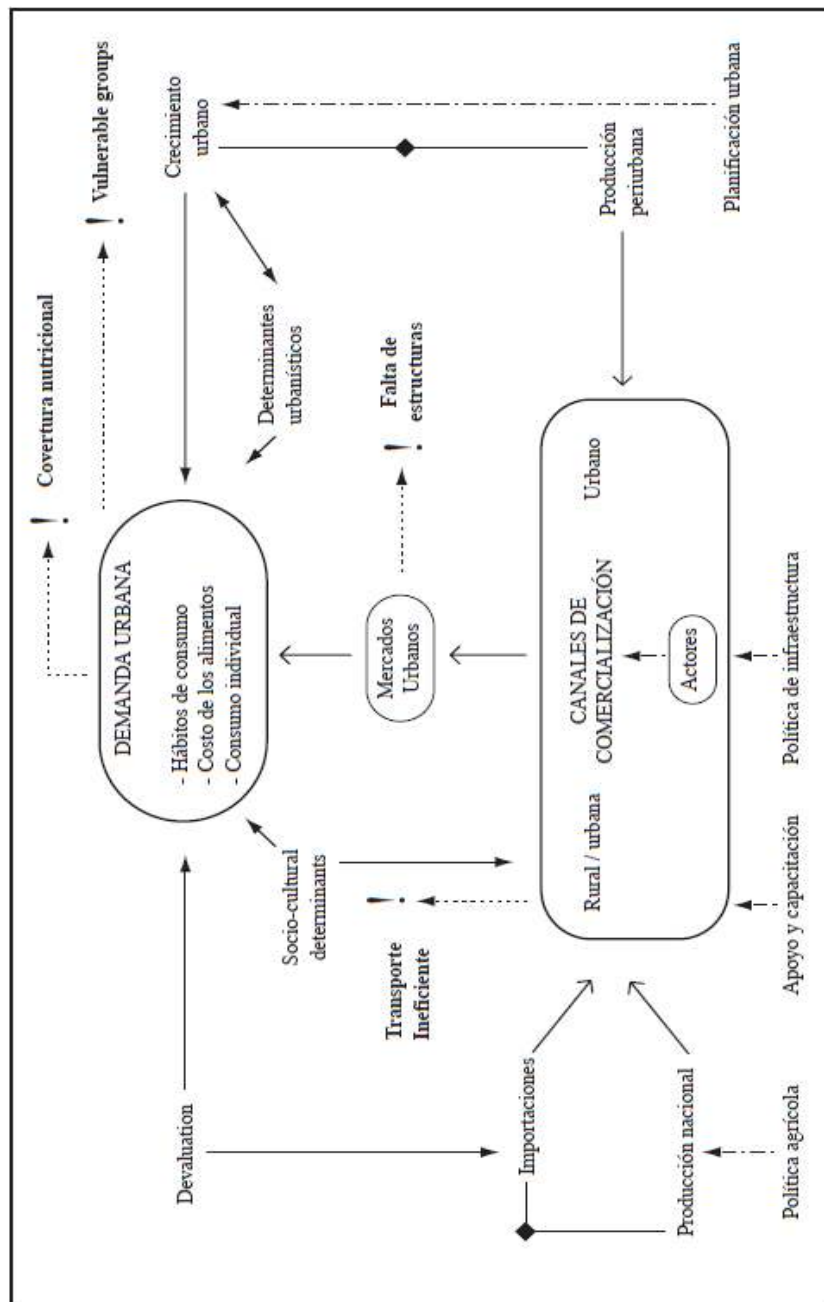 Covertura nutricional
Vulnerable groups
DEMANDA URBANA
- Hábitos de consumo
- Costo de los alimentos
- Consumo individual
Devaluation
Crecimiento
urbano
Socio-cultural
determinants
Determinantes
urbanísticos
Mercados
Urbanos
Falta de
estructuras
Transporte
Ineficiente
Importaciones
Rural / urbana
CANALES DE
COMERCIALIZACIÓN
Urbano
Producción
periurbana
Actores
Producción nacional
Política agrícola
Apoyo y capacitación
Política de infraestructura
Planificación urbana